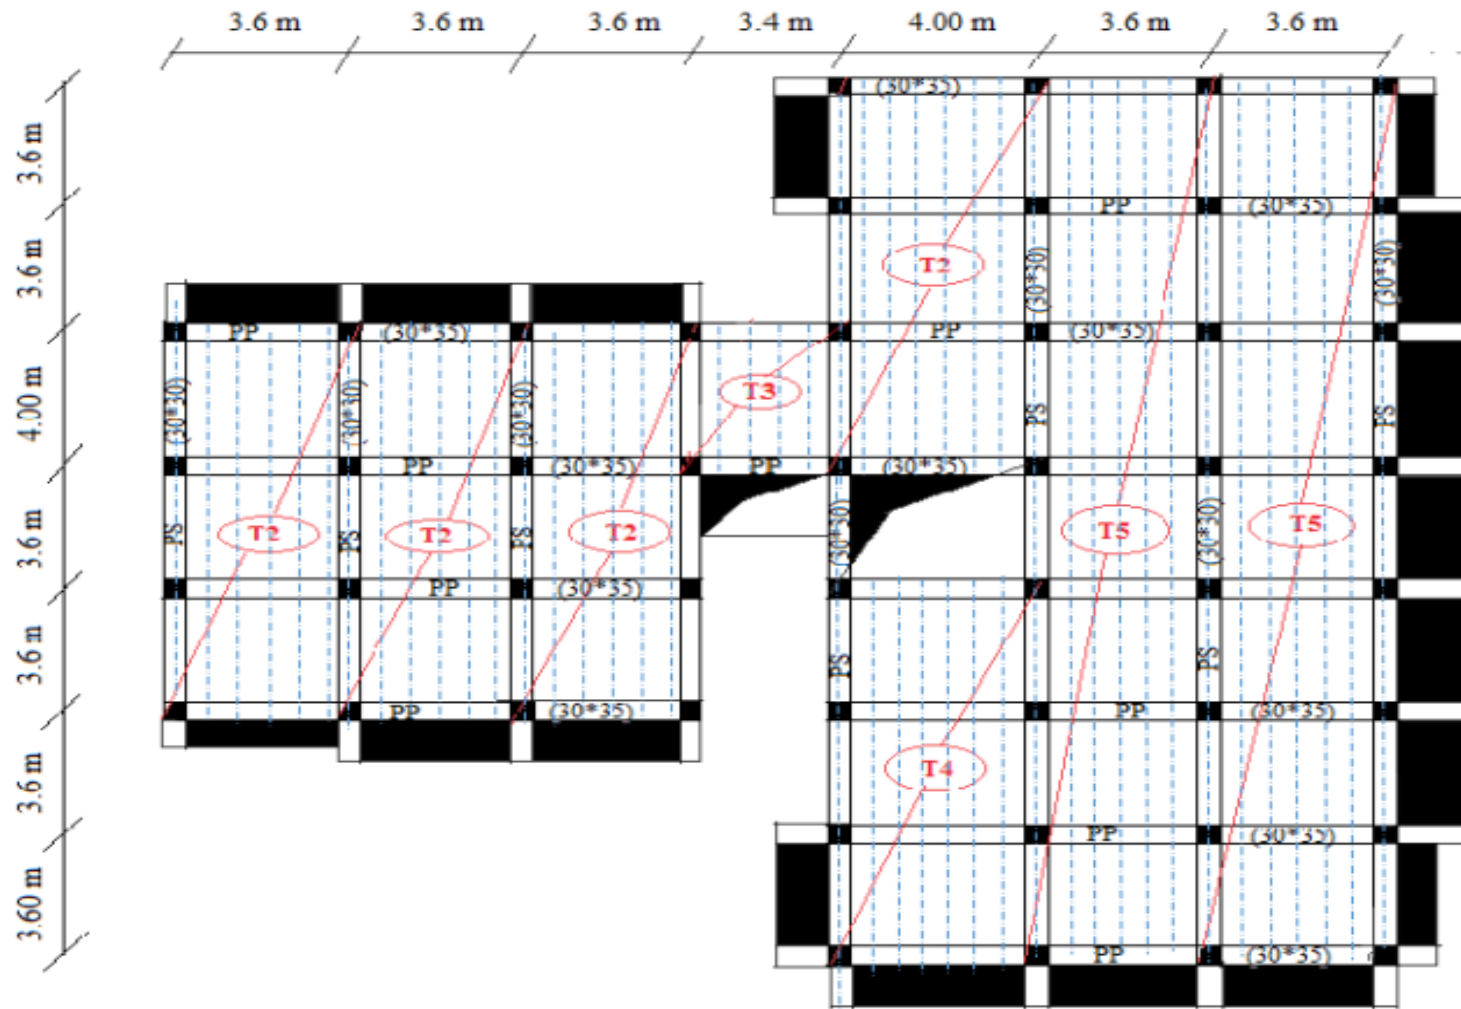 3.6 m 3.6 m 3.6 m 3.4 m 4.00 m 3.6 m 3.6 m
(30*35)
3.6 m
PP (30*35)
3.6 m
T2
(30*30) (30*30)
PP (30*35) PP (30*35)
4.00 m
T3
(30*30) (30*30) (30*30)
PS PS
PP (30*35) PP (30*35)
3.6 m
PS T2 PS T2 PS T2 (30*30) T5 (30*30) T5
PP (30*35)
3.6 m
PS PS
PP (30*35) PP (30*35)
3.6 m
T4
PP (30*35)
3.60 m
PP (30*35)